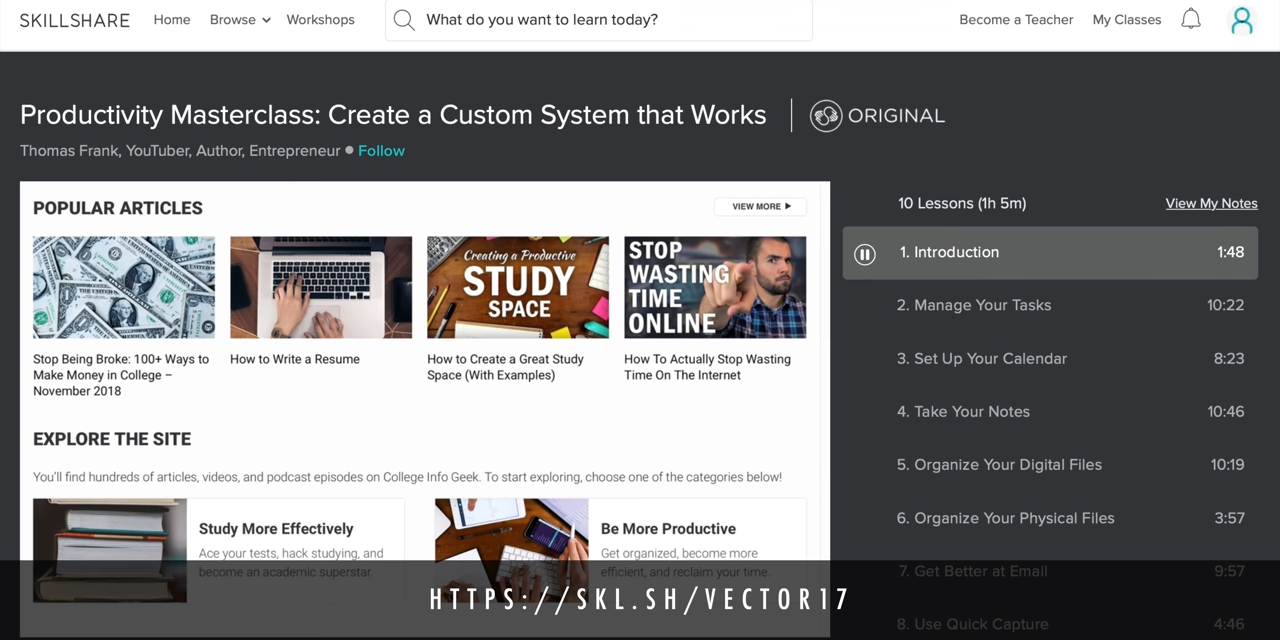 SKILLSHARE Home Browse Workshops What do you want to learn today? Become a Teacher My Classes
Productivity Masterclass: Create a Custom System that Works ORIGINAL
Thomas Frank, YouTuber, Author, Entrepreneur • Follow
POPULAR ARTICLES
VIEW MORE
STOP
WASTING
TIME
ONLINE
Creating a Productive
STUDY
SPACE
Stop Being Broke: 100+ Ways to
Make Money in College –
November 2018
How to Write a Resume
How to Create a Great Study
Space (With Examples)
How To Actually Stop Wasting
Time On The Internet
EXPLORE THE SITE
You'll find hundreds of articles, videos, and podcast episodes on College Info Geek. To start exploring, choose one of the categories below!
Study More Effectively
Ace your tests, hack studying, and
become an academic superstar.
Be More Productive
Get organized, become more
efficient, and reclaim your time.
10 Lessons (1h 5m) View My Notes
1. Introduction 1:48
2. Manage Your Tasks 10:22
3. Set Up Your Calendar 8:23
4. Take Your Notes 10:46
5. Organize Your Digital Files 10:19
6. Organize Your Physical Files 3:57
7. Get Better at Email 9:57
8. Use Quick Capture 4:46
HTTPS://SKL.SH/VECTOR17